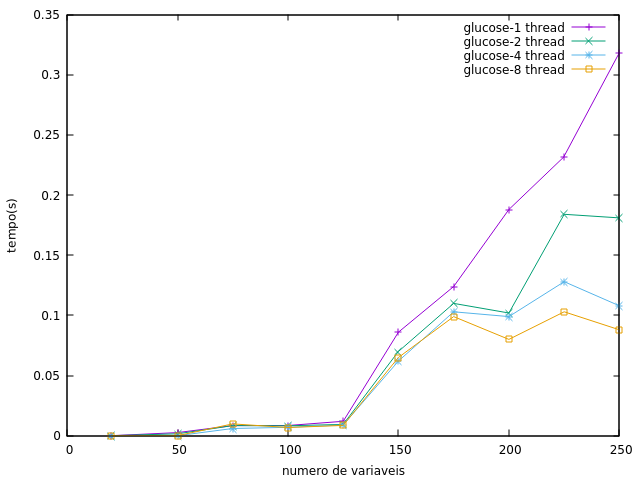 0.35
0.3
0.25
0.2
0.15
0.1
0.05
0
tempo(s)
glucose-1 thread
glucose-2 thread
glucose-4 thread
glucose-8 thread
0 50 100 150 200 250
numero de variaveis